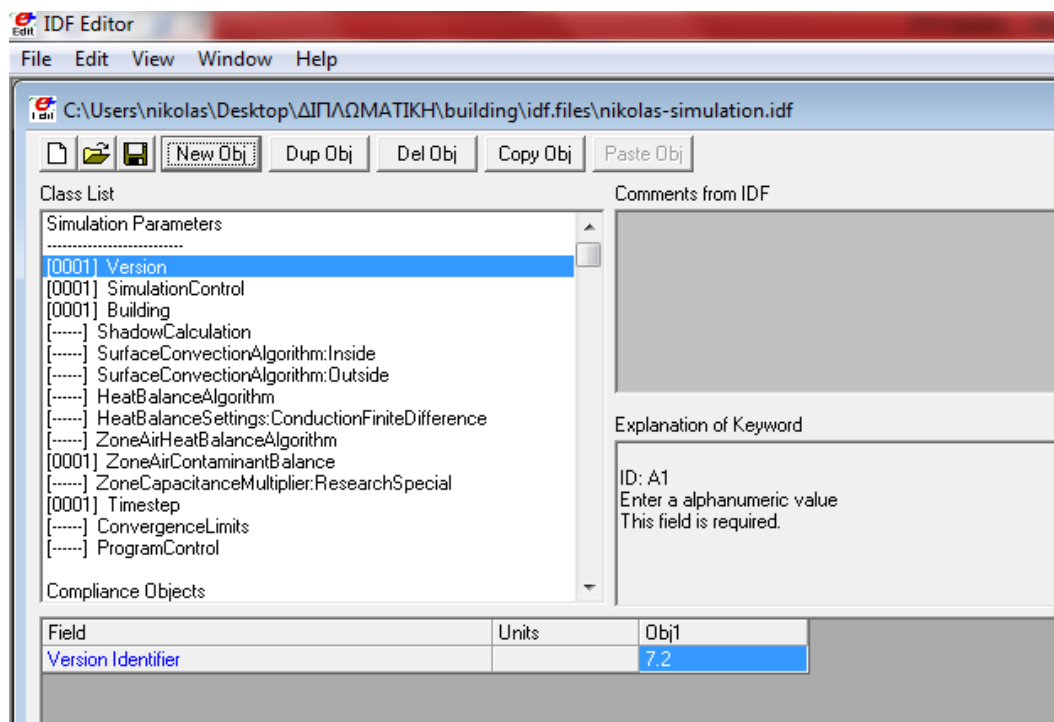 IDF Editor
File Edit View Window Help
C:\Users\nikolas\Desktop\ΔΙΠΛΩΜΑΤΙΚΗ\building\idf.files\nikolas-simulation.idf
New Obj Dup Obj Del Obj Copy Obj Paste Obj
Class List
Simulation Parameters
--------------------------
[0001] Version
[0001] SimulationControl
[0001] Building
[------] ShadowCalculation
[------] SurfaceConvectionAlgorithm:Inside
[------] SurfaceConvectionAlgorithm:Outside
[------] HeatBalanceAlgorithm
[------] HeatBalanceSettings:ConductionFiniteDifference
[------] ZoneAirHeatBalanceAlgorithm
[0001] ZoneAirContaminantBalance
[------] ZoneCapacitanceMultiplier:ResearchSpecial
[0001] Timestep
[------] ConvergenceLimits
[------] ProgramControl
Compliance Objects
Comments from IDF
Explanation of Keyword
ID: A1
Enter a alphanumeric value
This field is required.
Field Units Obj1
Version Identifier 7.2